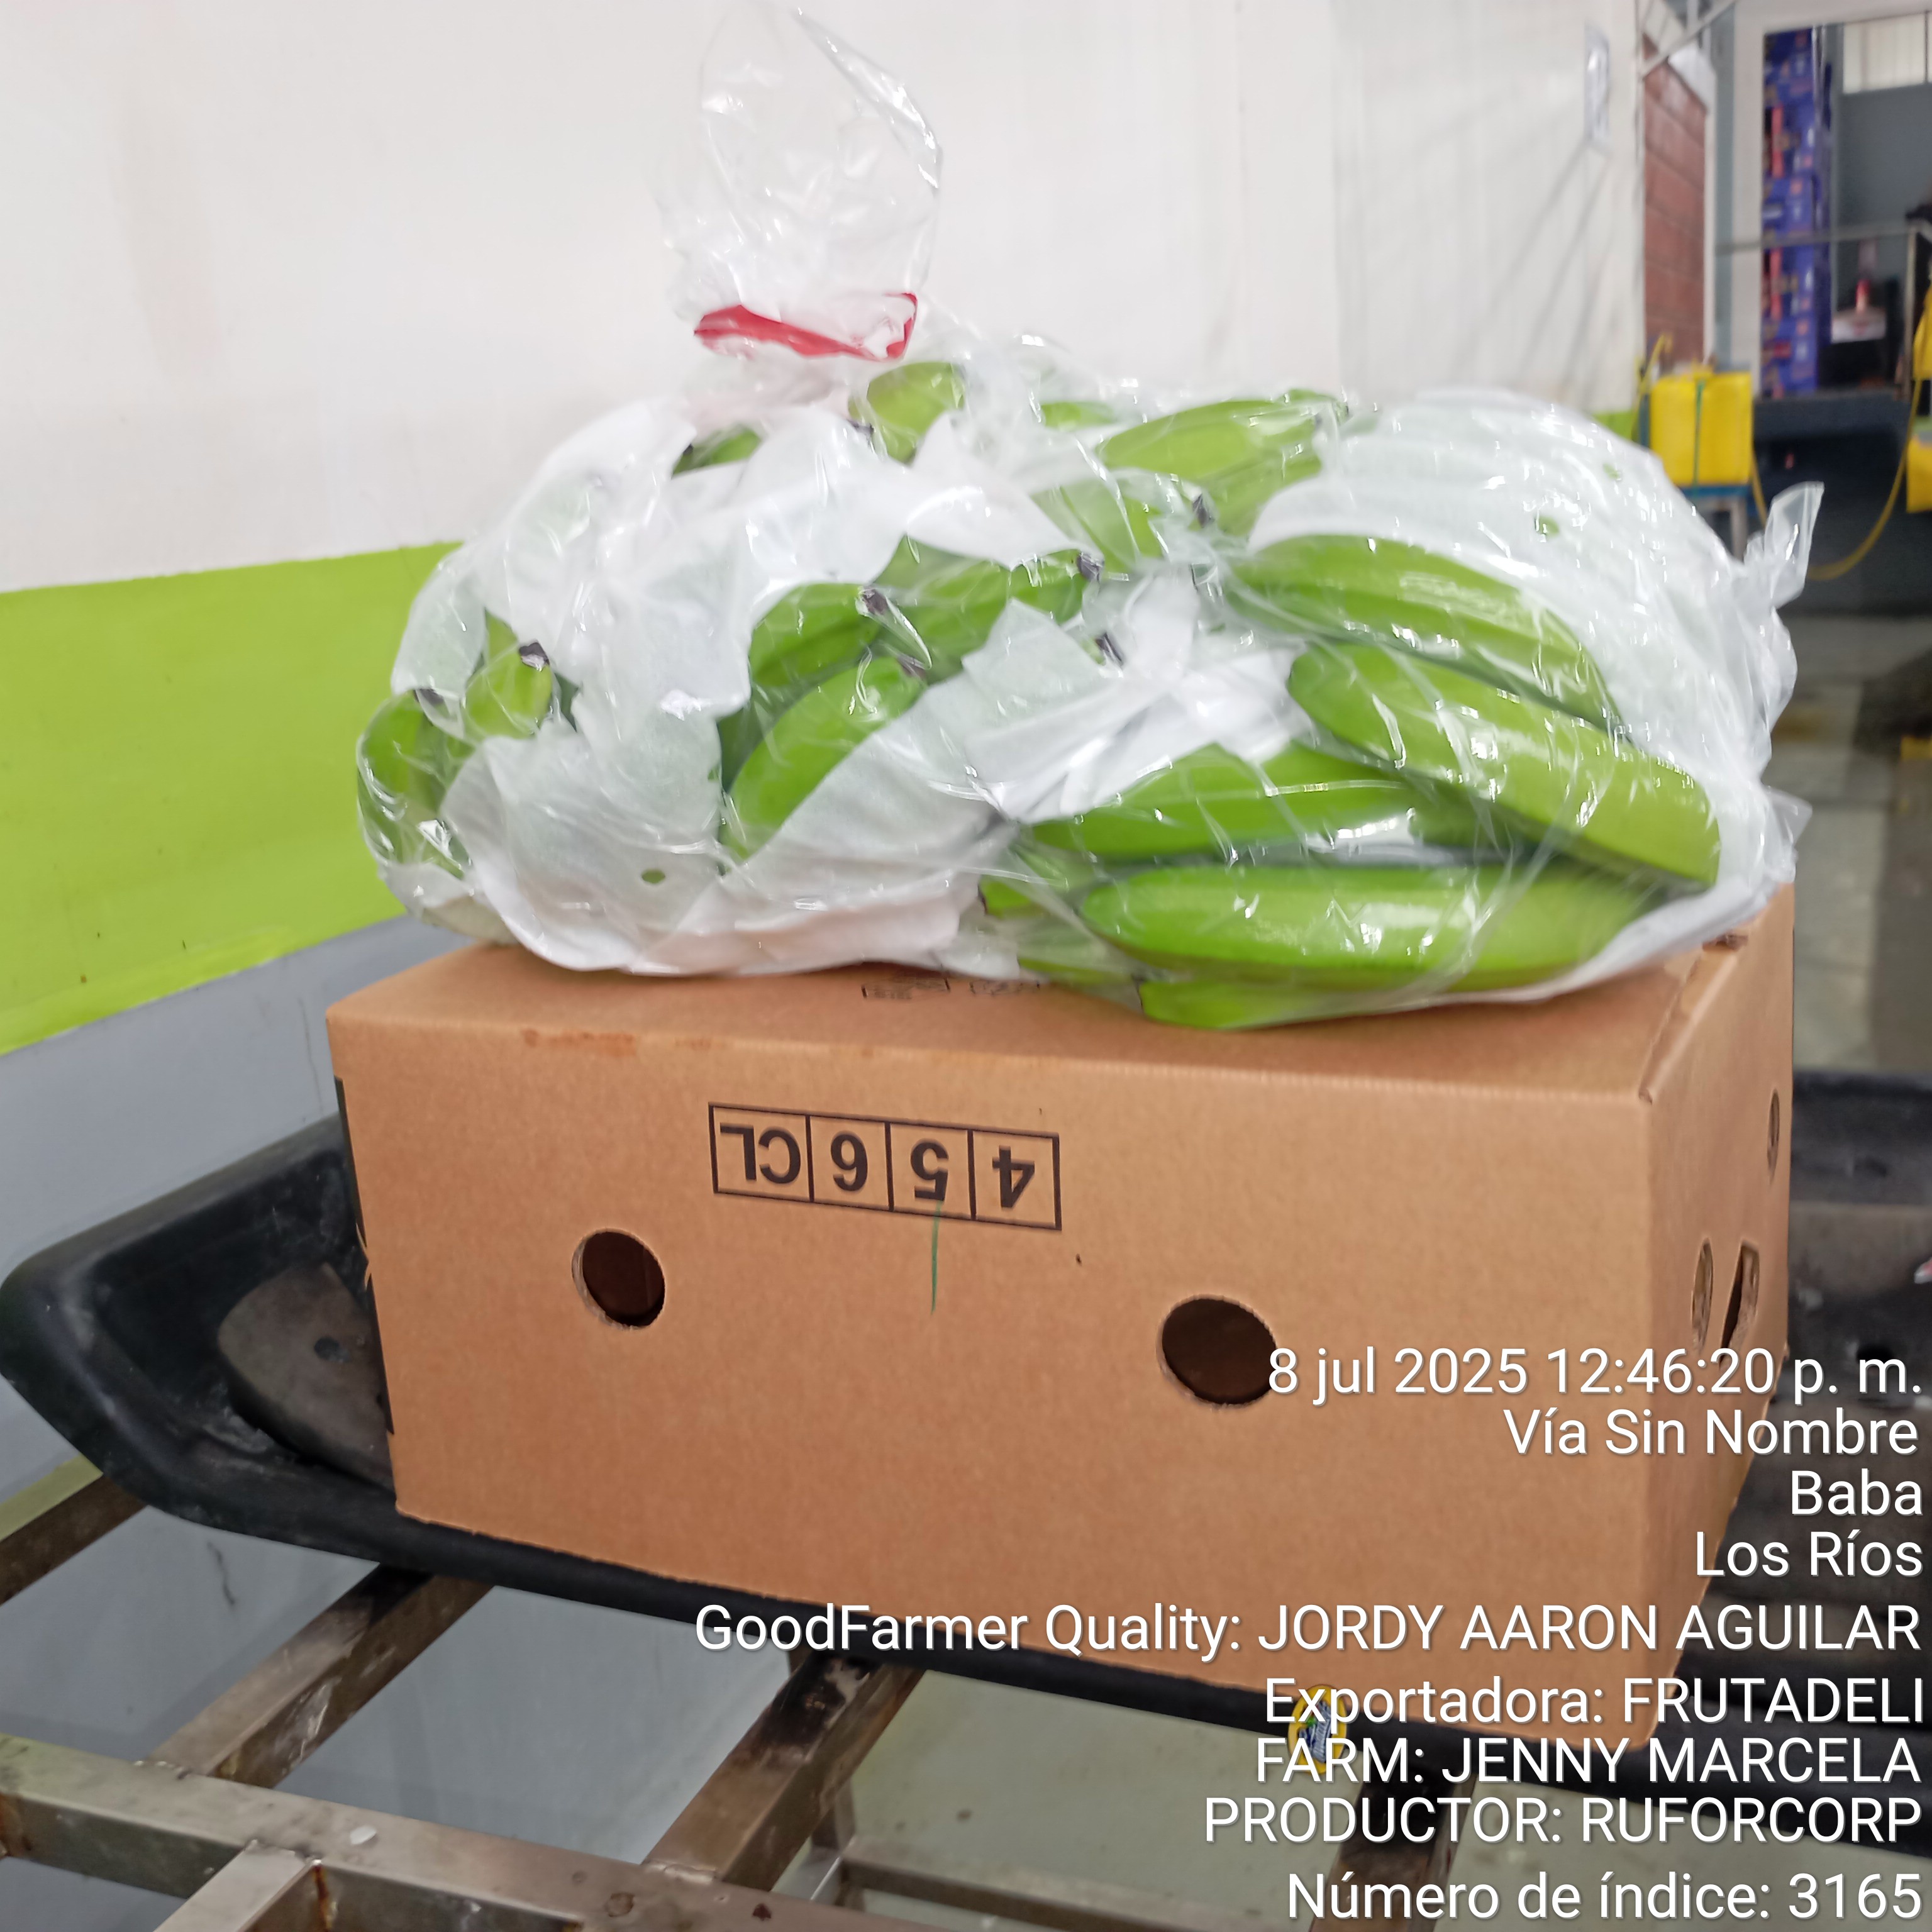 4 5 6 CL
8 jul 2025 12:46:20 p. m.
Vía Sin Nombre
Baba
Los Ríos
GoodFarmer Quality: JORDY AARON AGUILAR
Exportadora: FRUTADELI
FARM: JENNY MARCELA
PRODUCTOR: RUFORCORP
Número de índice: 3165